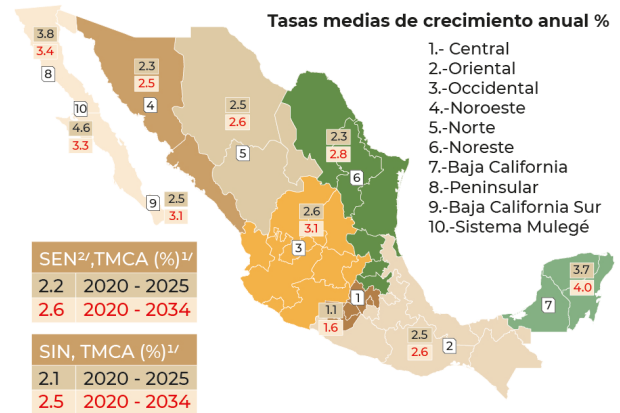 Tasas medias de crecimiento anual %
1.- Central
2.-Oriental
3.-Occidental
4.-Noroeste
5.-Norte
6.-Noreste
7.-Baja California
8.-Peninsular
9.-Baja California Sur
10.-Sistema Mulegé
3.8
3.4
8
10
4.6
3.3
9
2.5
3.1
2.3
2.5
4
2.5
2.6
5
2.3
2.8
6
2.6
3.1
3
1
1.1
1.6
2.5
2.6
2
3.7
4.0
7
SEN²/,TMCA (%)¹/
2.2 2020 - 2025
2.6 2020 - 2034
SIN, TMCA (%)¹/
2.1 2020 - 2025
2.5 2020 - 2034